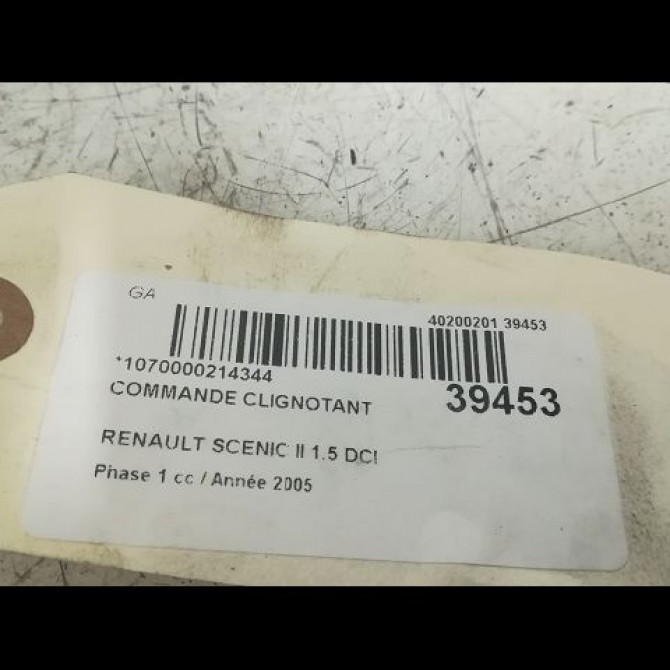 GA
40200201 39453
*1070000214344
39453
COMMANDE CLIGNOTANT
RENAULT SCENIC II 1.5 DCI
Phase 1 cc / Année 2005